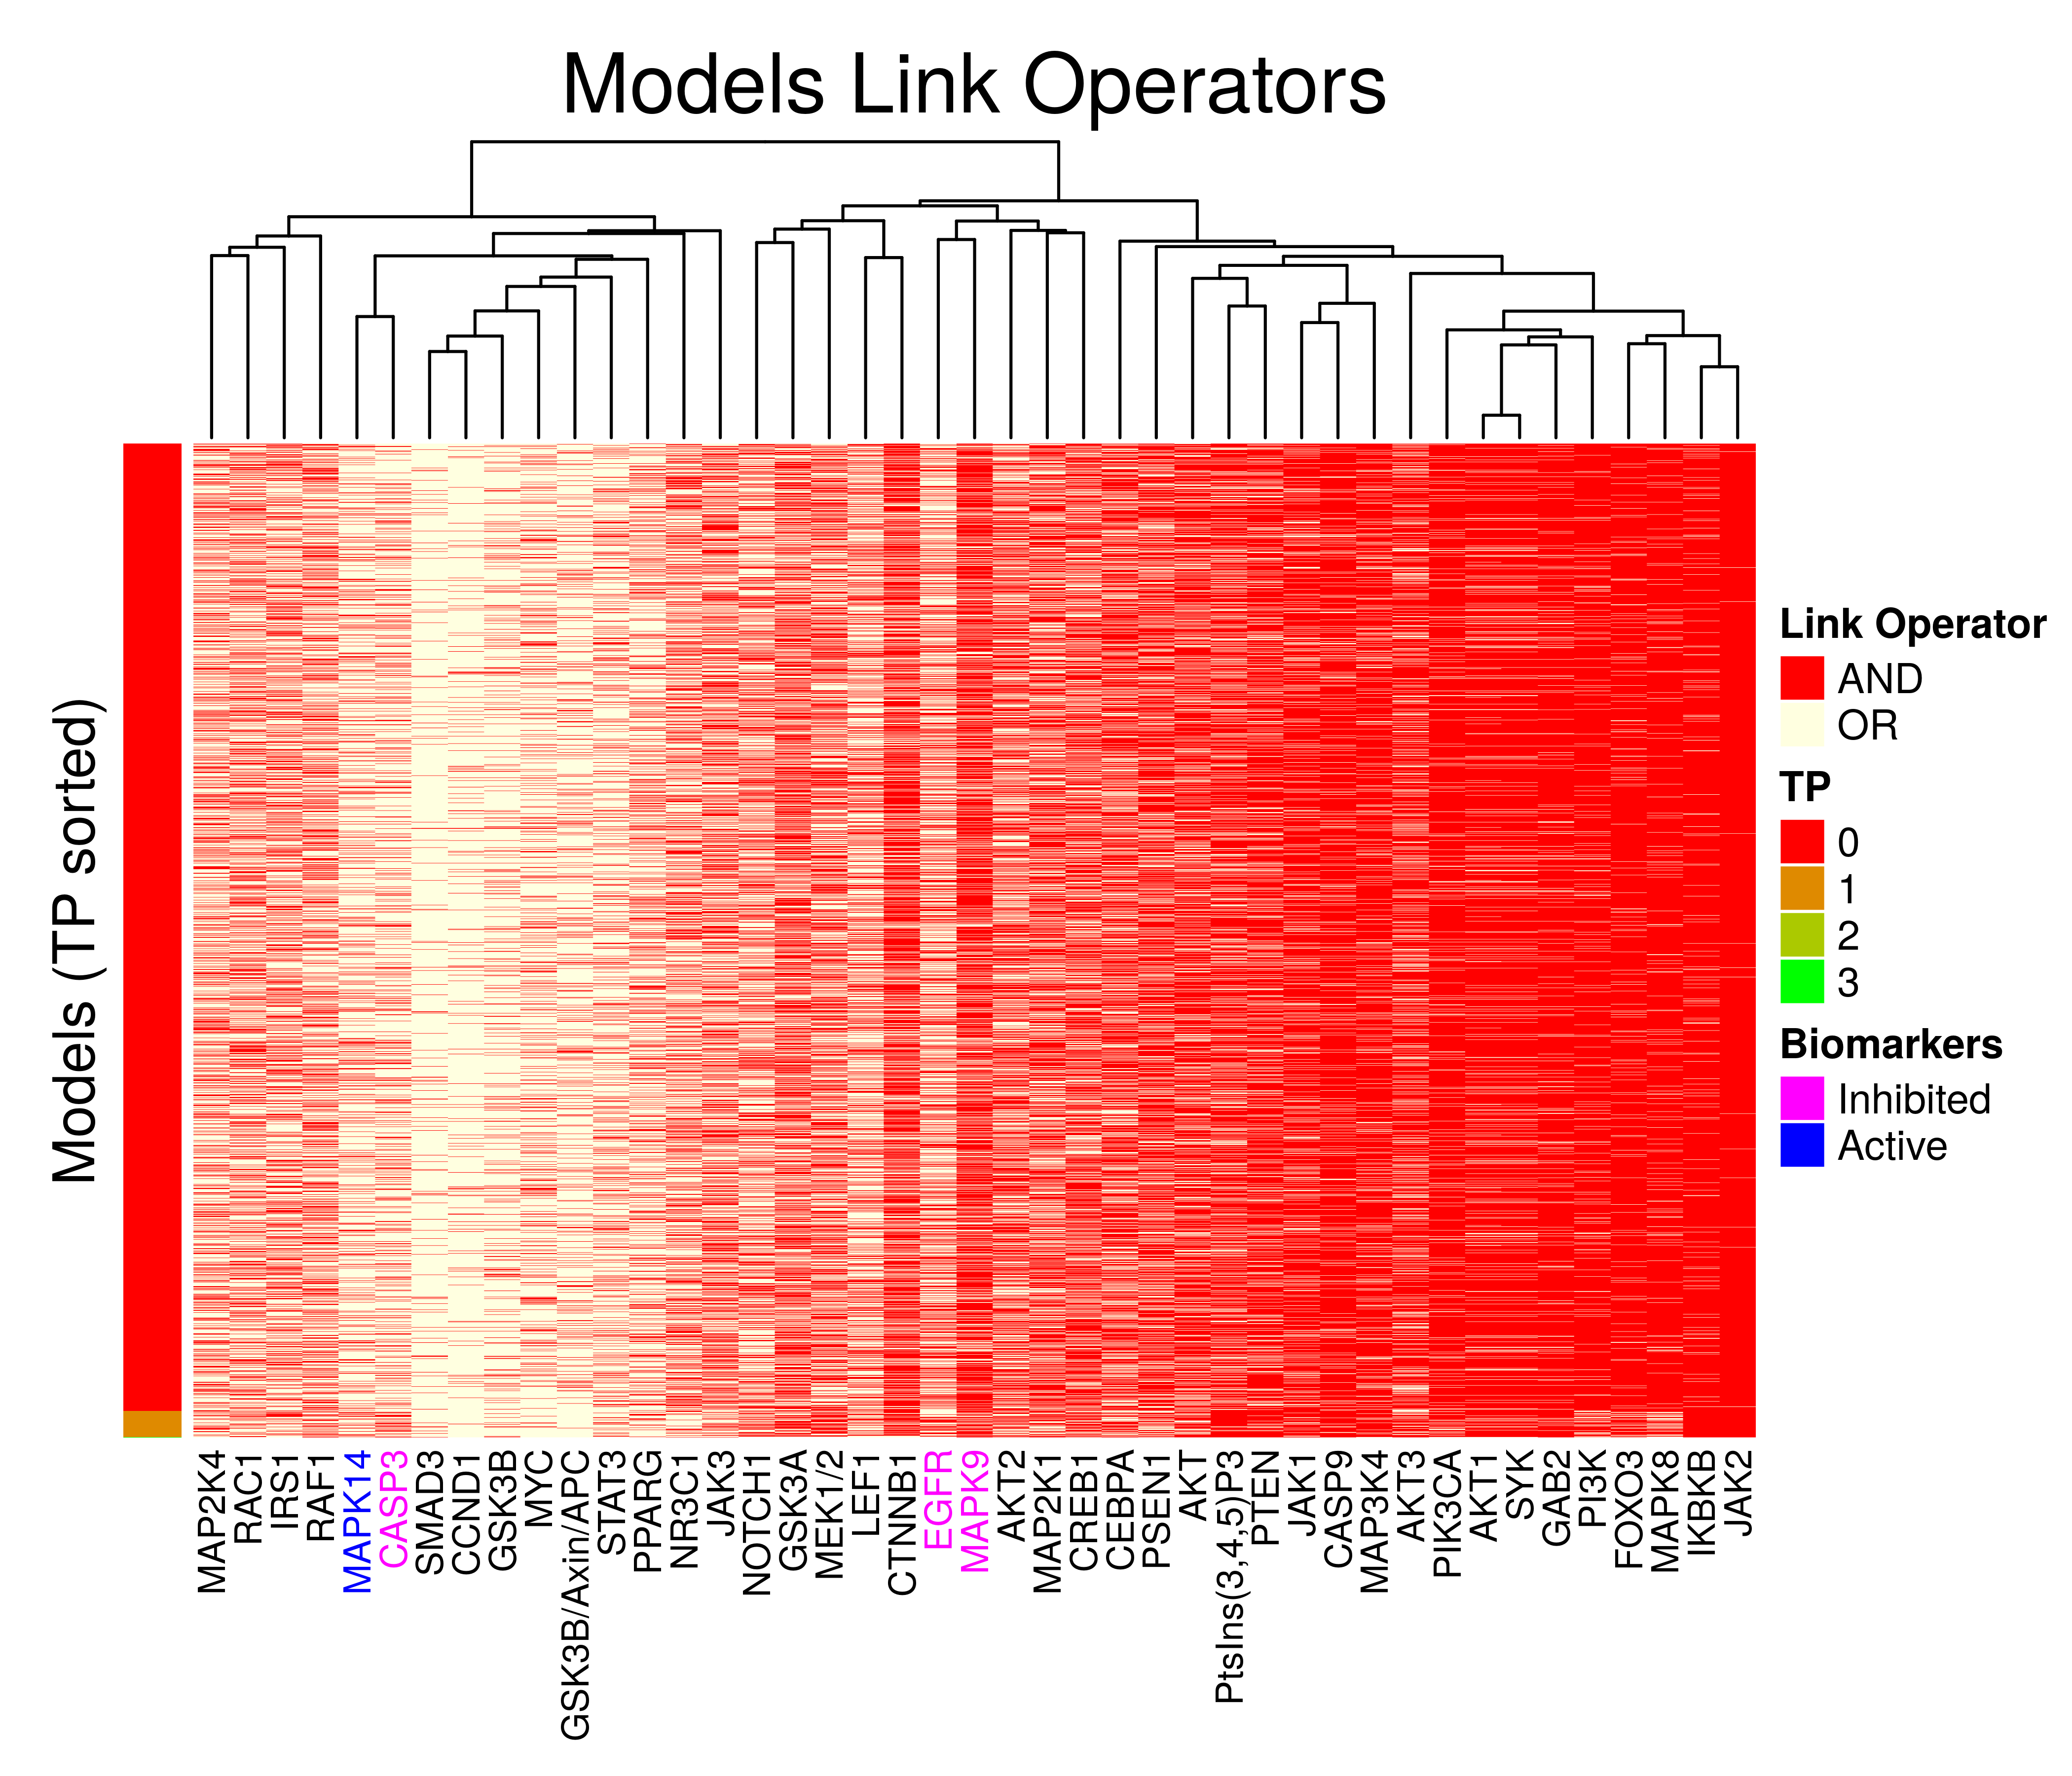 Models Link Operators
Models (TP sorted)
Link Operator
AND
OR
TP
0
1
2
3
Biomarkers
Inhibited
Active
MAP2K4
RAC1
IRS1
RAF1
MAPK14
CASP3
SMAD3
CCND1
GSK3B
MYC
GSK3B/Axin/APC
STAT3
PPARG
NR3C1
JAK3
NOTCH1
GSK3A
MEK1/2
LEF1
CTNNB1
EGFR
MAPK9
AKT2
MAP2K1
CREB1
CEBPA
PSEN1
AKT
PtsIns(3,4,5)P3
PTEN
JAK1
CASP9
MAP3K4
AKT3
PIK3CA
AKT1
SYK
GAB2
PI3K
FOXO3
MAPK8
IKBKB
JAK2